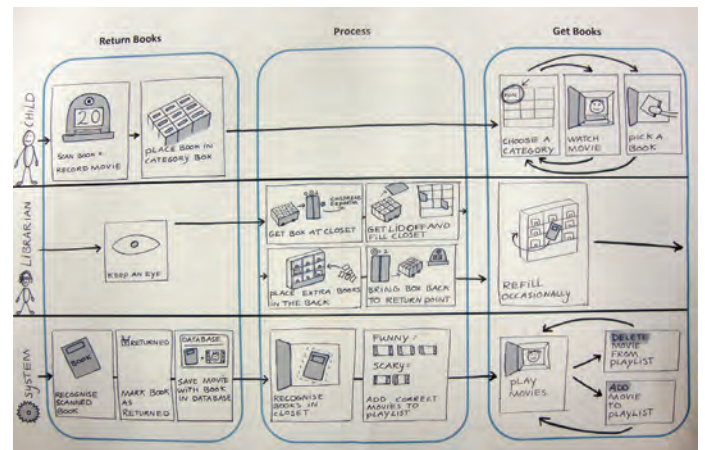 Return Books
Process
Get Books
CHILD
20
SCAN BOOK +
RECORD MOVIE
PLACE BOOK IN
CATEGORY BOX
CHOOSE A
CATEGORY
WATCH
MOVIE
PICK A
BOOK
LIBRARIAN
KEEP AN EYE
GET BOX AT CLOSET
GET LID OFF AND
FILL CLOSET
PLACE EXTRA BOOKS
IN THE BACK
BRING BOX BACK
TO RETURN POINT
REFILL
OCCASIONALLY
SYSTEM
BOOK
RECOGNISE
SCANNED
BOOK
RETURNED
MARK BOOK
AS
RETURNED
DATABASE
SAVE MOVIE
WITH BOOK
IN DATABASE
RECOGNISE
BOOKS IN
CLOSET
FUNNY:
SCARY:
ADD CORRECT
MOVIES TO
PLAYLIST
PLAY
MOVIES
DELETE
MOVIE
FROM
PLAYLIST
ADD
MOVIE
TO
PLAYLIST